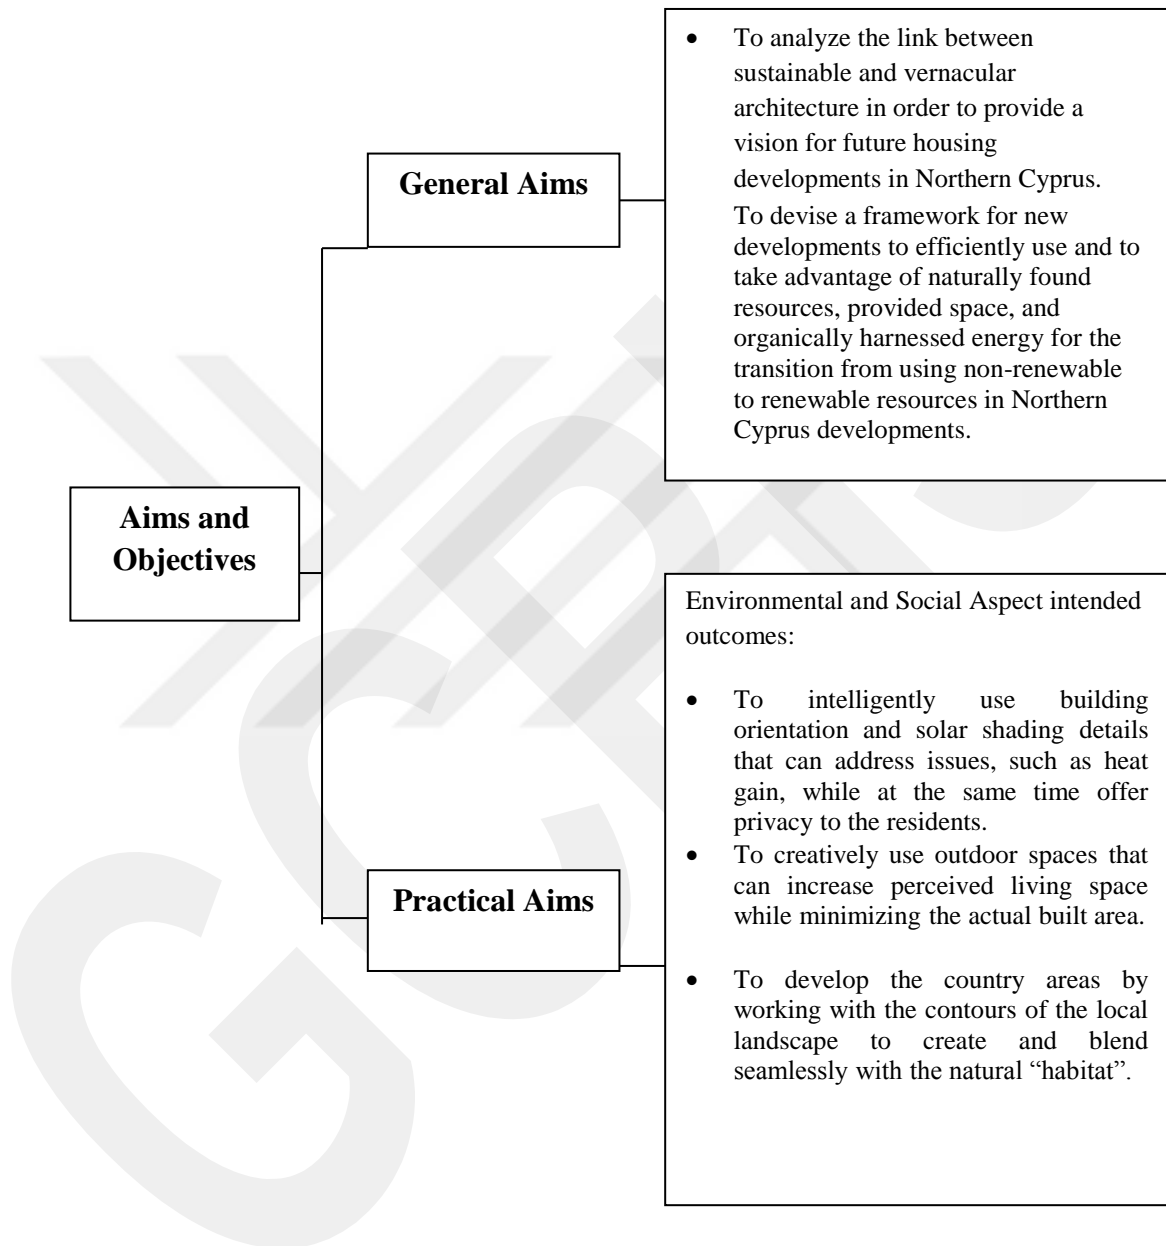 Aims and
Objectives
General Aims
• To analyze the link between
sustainable and vernacular
architecture in order to provide a
vision for future housing
developments in Northern Cyprus.
To devise a framework for new
developments to efficiently use and to
take advantage of naturally found
resources, provided space, and
organically harnessed energy for the
transition from using non-renewable
to renewable resources in Northern
Cyprus developments.
Practical Aims
Environmental and Social Aspect intended
outcomes:
• To intelligently use building
orientation and solar shading details
that can address issues, such as heat
gain, while at the same time offer
privacy to the residents.
• To creatively use outdoor spaces that
can increase perceived living space
while minimizing the actual built area.
• To develop the country areas by
working with the contours of the local
landscape to create and blend
seamlessly with the natural “habitat”.